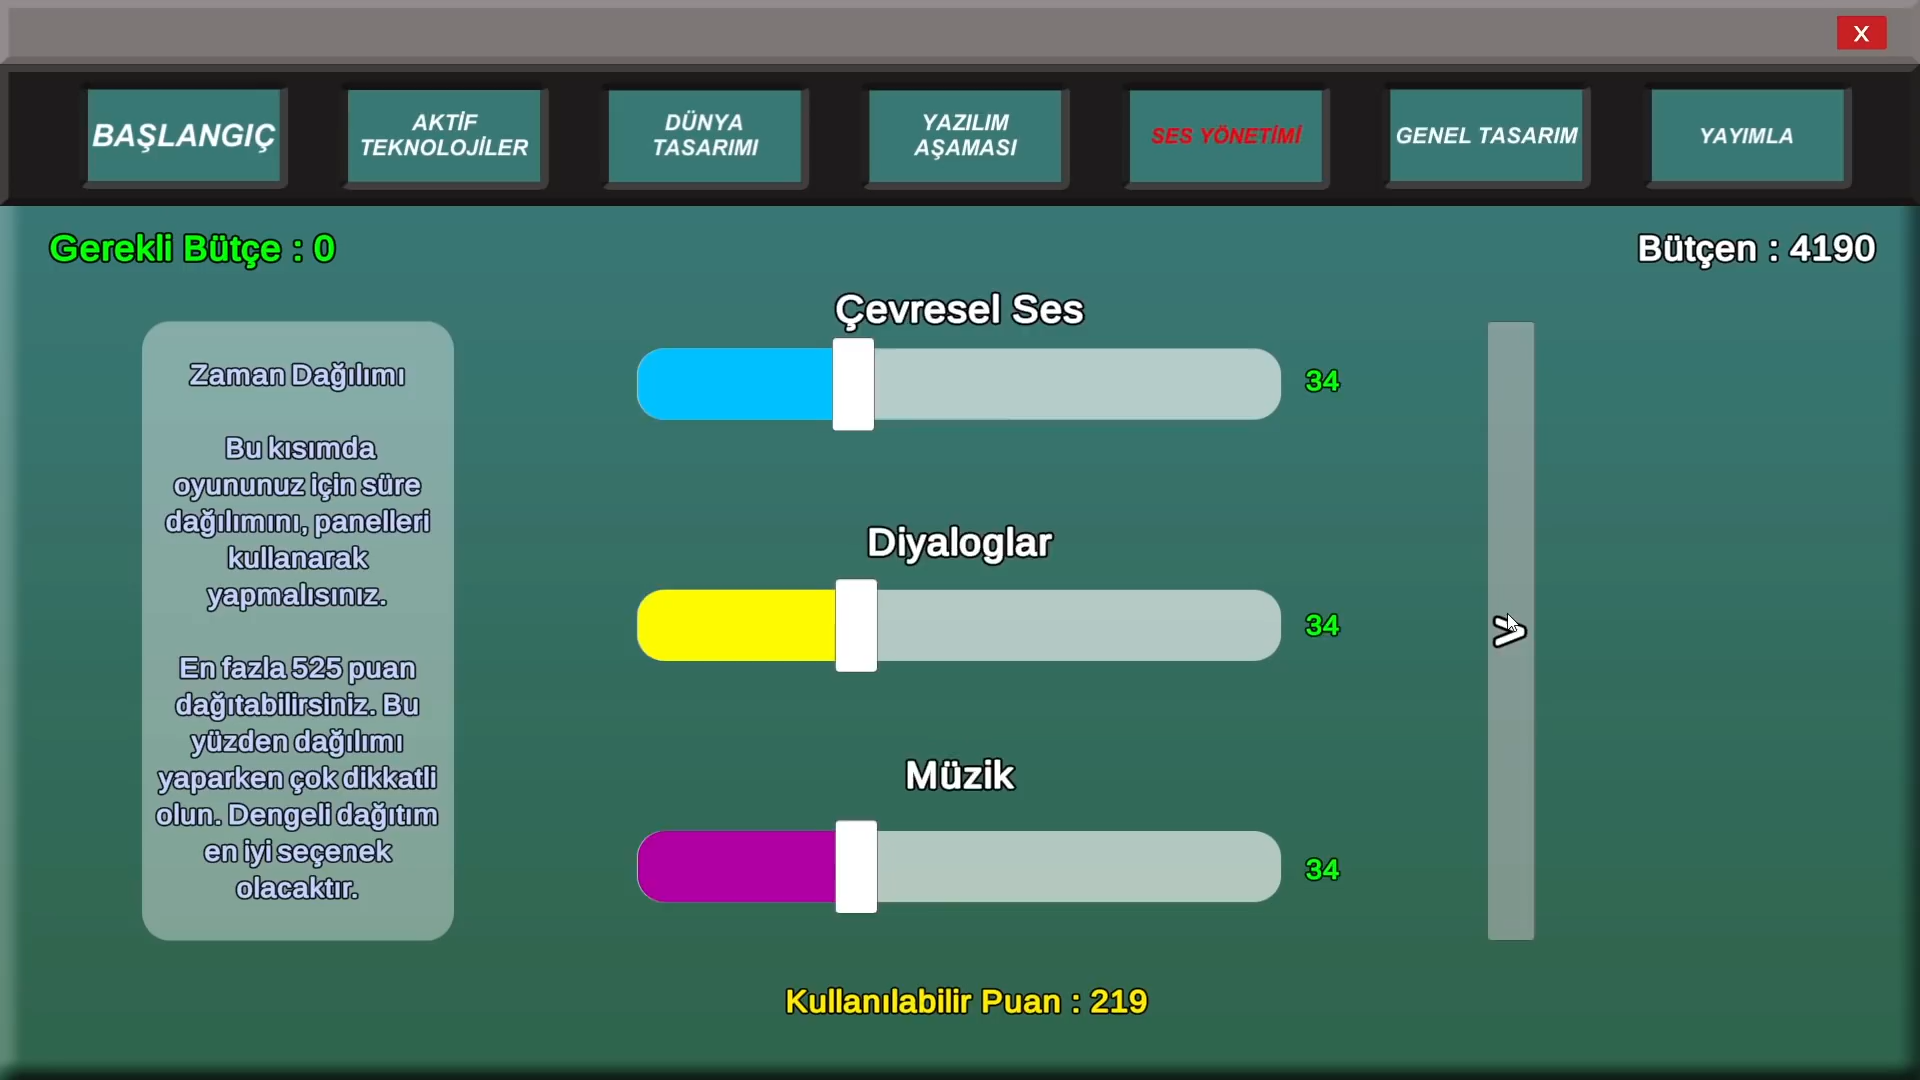 X
BAŞLANGIÇ
AKTİF
TEKNOLOJİLER
DÜNYA
TASARIMI
YAZILIM
AŞAMASI
SES YÖNETİMİ
GENEL TASARIM
YAYIMLA
Gerekli Bütçe : 0
Bütçen : 4190
Zaman Dağılımı
Bu kısımda
oyununuz için süre
dağılımını, panelleri
kullanarak
yapmalısınız.
En fazla 525 puan
dağıtabilirsiniz. Bu
yüzden dağılımı
yaparken çok dikkatli
olun. Dengeli dağıtım
en iyi seçenek
olacaktır.
Çevresel Ses
34
Diyaloglar
34
Müzik
34
>
Kullanılabilir Puan : 219